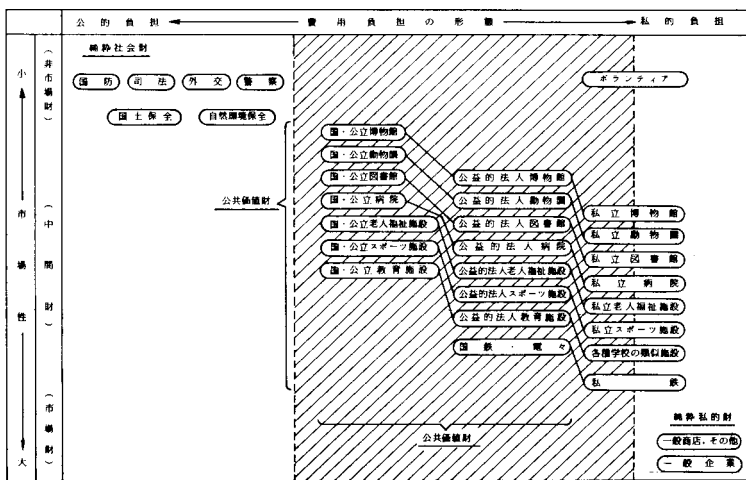 公的負担 費用負担の形態 私的負担
小
市場性
大
(非市場財)
(中間財)
(市場財)
純粋社会財
国防 司法 外交 警察
国土保全 自然環境保全
ボランティア
公共価値財
国・公立博物館
国・公立動物園
国・公立図書館
国・公立病院
国・公立老人福祉施設
国・公立スポーツ施設
国・公立教育施設
公益的法人博物館
公益的法人動物園
公益的法人図書館
公益的法人病院
公益的法人老人福祉施設
公益的法人スポーツ施設
公益的法人教育施設
国鉄・電々
私立博物館
私立動物園
私立図書館
私立病院
私立老人福祉施設
私立スポーツ施設
各種学校の類似施設
私鉄
公共価値財
純粋私的財
一般商店,その他
一般企業